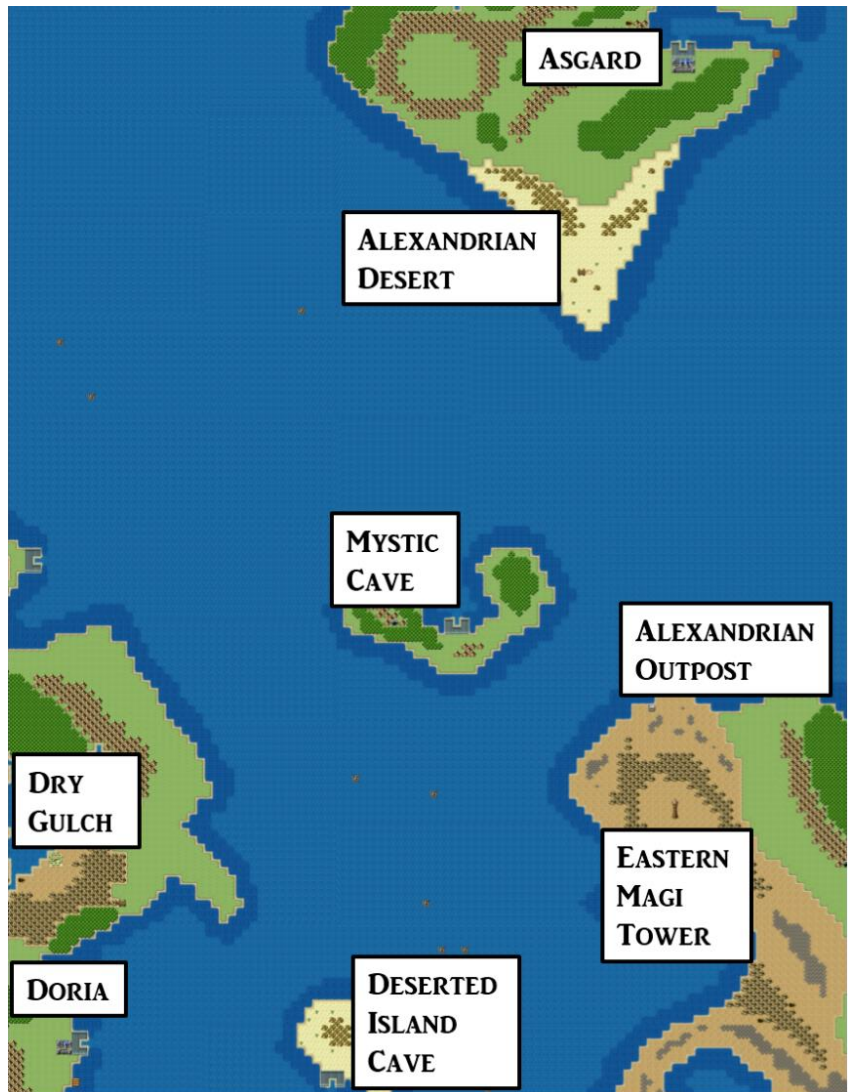 ASGARD
ALEXANDRIAN
DESERT
MYSTIC
CAVE
ALEXANDRIAN
OUTPOST
DRY
GULCH
EASTERN
MAGI
TOWER
DORIA
DESERTED
ISLAND
CAVE